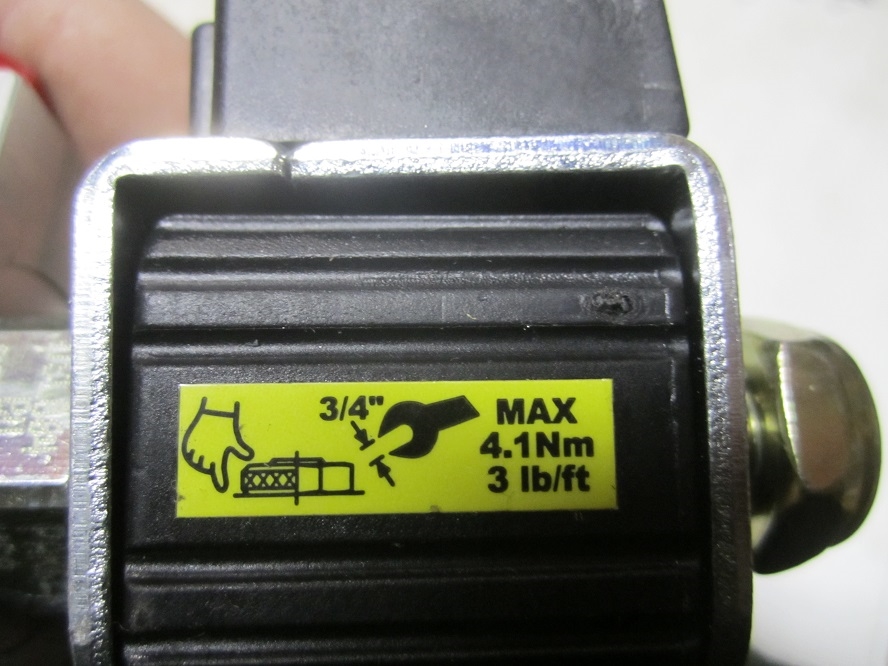 3/4"
MAX
4.1Nm
3 lb/ft